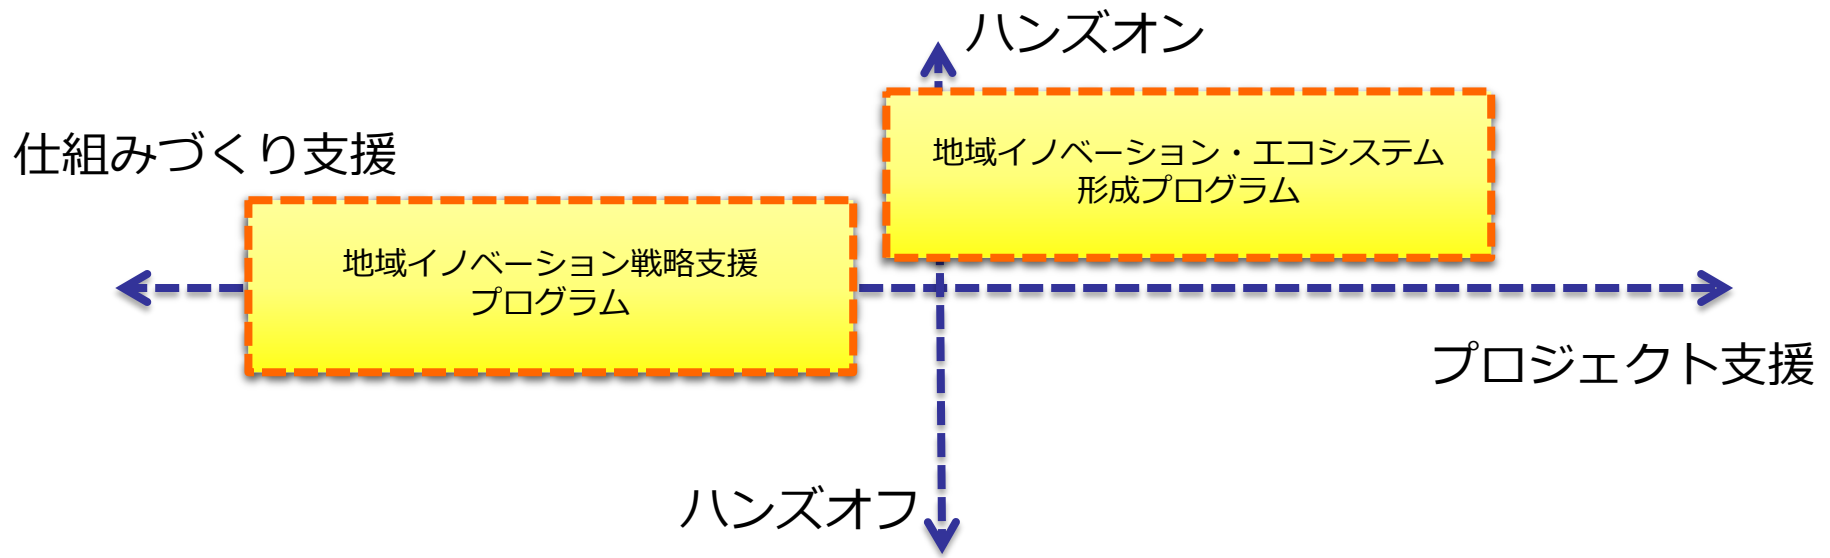 ハンズオン
仕組みづくり支援
地域イノベーション・エコシステム
形成プログラム
地域イノベーション戦略支援
プログラム
プロジェクト支援
ハンズオフ